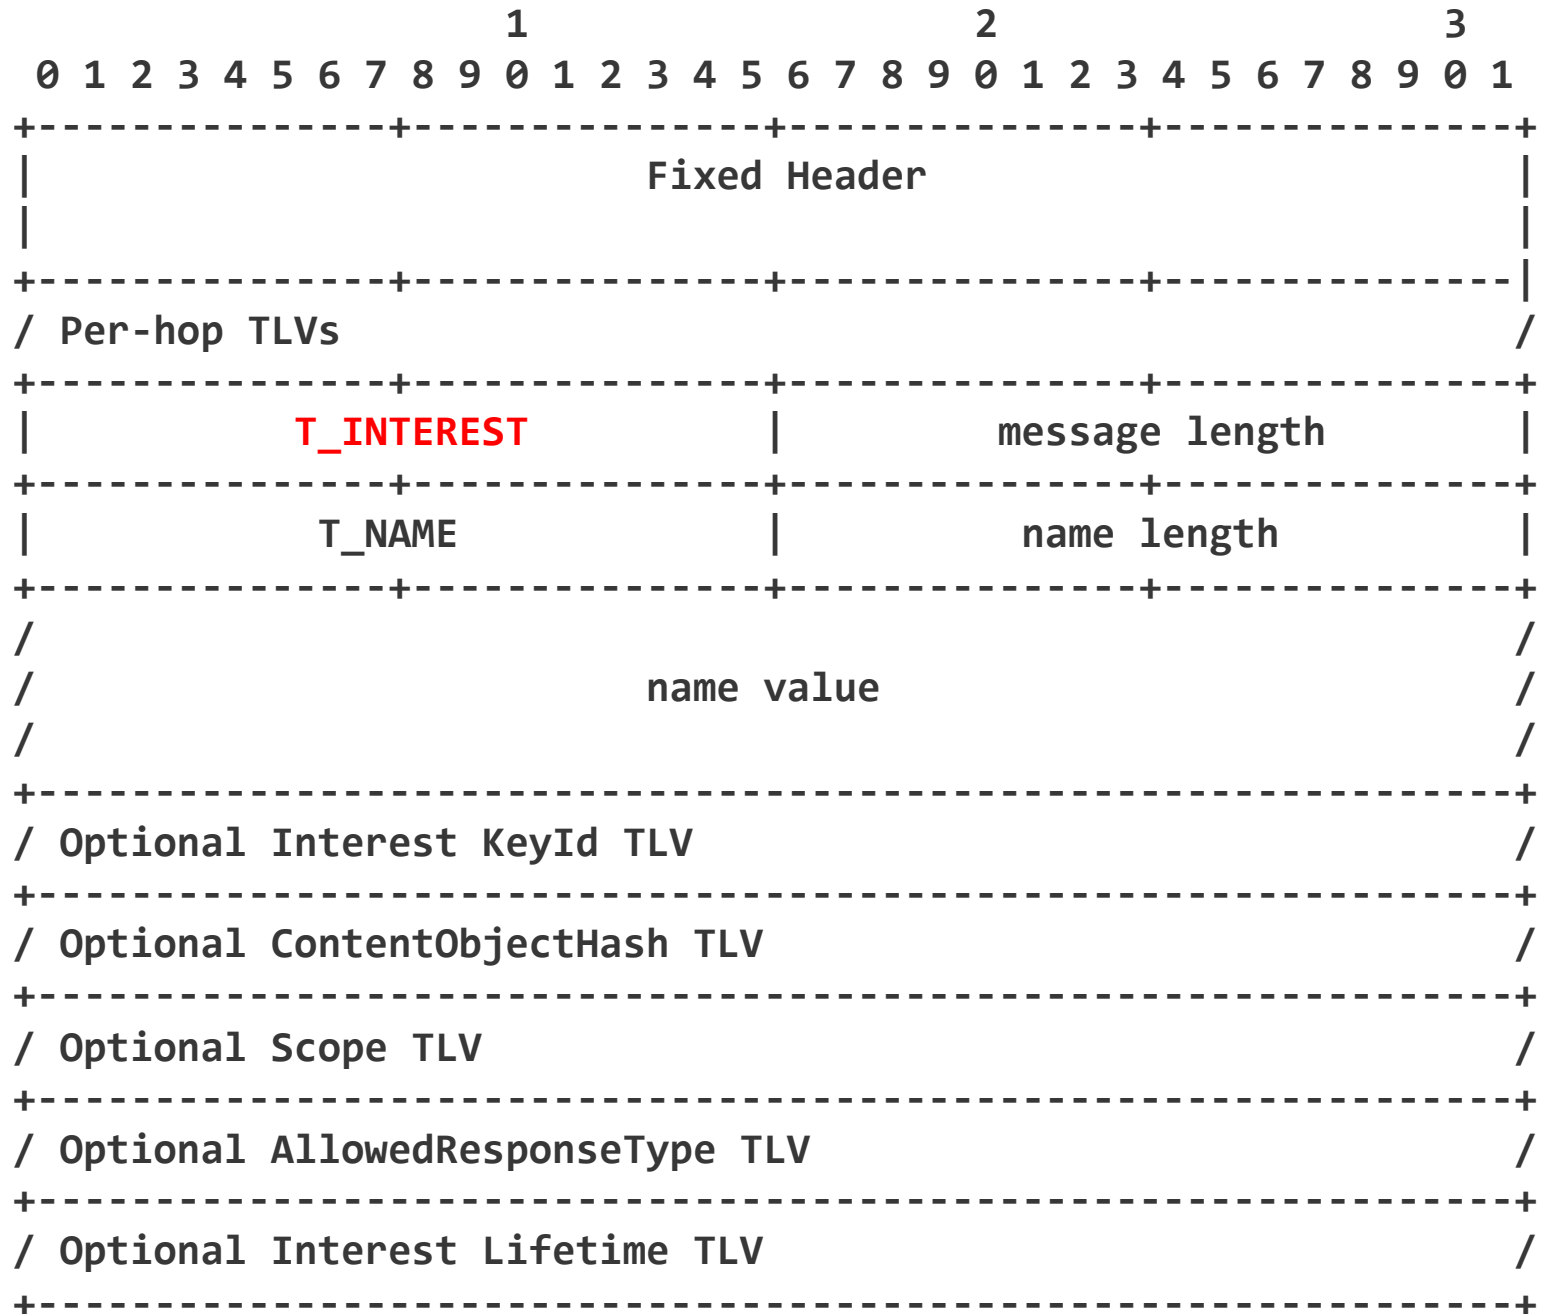 1                   2                   3
 0 1 2 3 4 5 6 7 8 9 0 1 2 3 4 5 6 7 8 9 0 1 2 3 4 5 6 7 8 9 0 1
+---------------+---------------+---------------+---------------+
|                          Fixed Header                         |
|                                                               |
+---------------+---------------+---------------+---------------|
/ Per-hop TLVs                                                  /
+---------------+---------------+---------------+---------------+
|           T_INTEREST          |         message length        |
+---------------+---------------+---------------+---------------+
|            T_NAME             |          name length          |
+---------------+---------------+---------------+---------------+
/                                                               /
/                          name value                           /
/                                                               /
+---------------------------------------------------------------+
/ Optional Interest KeyId TLV                                   /
+---------------------------------------------------------------+
/ Optional ContentObjectHash TLV                                /
+---------------------------------------------------------------+
/ Optional Scope TLV                                            /
+---------------------------------------------------------------+
/ Optional AllowedResponseType TLV                              /
+---------------------------------------------------------------+
/ Optional Interest Lifetime TLV                                /
+---------------------------------------------------------------+